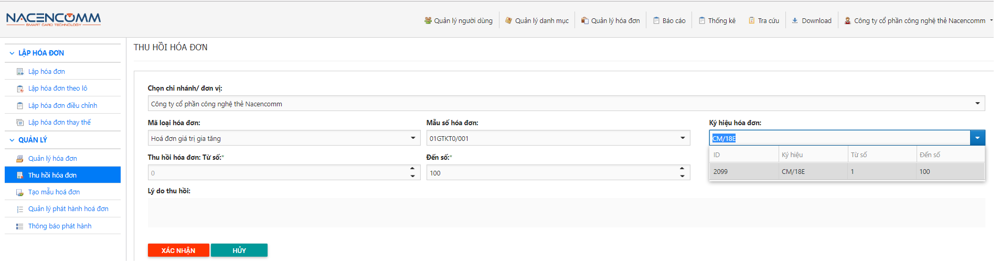 NACENCOMM
SMART CARD TECHNOLOGY
Quản lý người dùng
Quản lý danh mục
Quản lý hóa đơn
Báo cáo
Thống kê
Tra cứu
Download
Công ty cổ phần công nghệ thẻ Nacencomm
LẬP HÓA ĐƠN
Lập hóa đơn
Lập hóa đơn theo lô
Lập hóa đơn điều chỉnh
Lập hóa đơn thay thế
QUẢN LÝ
Quản lý hóa đơn
Thu hồi hóa đơn
Tạo mẫu hoá đơn
Quản lý phát hành hoá đơn
Thông báo phát hành
THU HỒI HÓA ĐƠN
Chọn chi nhánh/ đơn vị:
Công ty cổ phần công nghệ thẻ Nacencomm
Mã loại hóa đơn:
Mẫu số hóa đơn:
Ký hiệu hóa đơn:
Hoá đơn giá trị gia tăng
01GTKT0/001
CM/18E
ID Ký hiệu Từ số Đến số
2099 CM/18E 1 100
Thu hồi hóa đơn: Từ số:*
Đến số:*
0
100
Lý do thu hồi:
XÁC NHẬN
HỦY